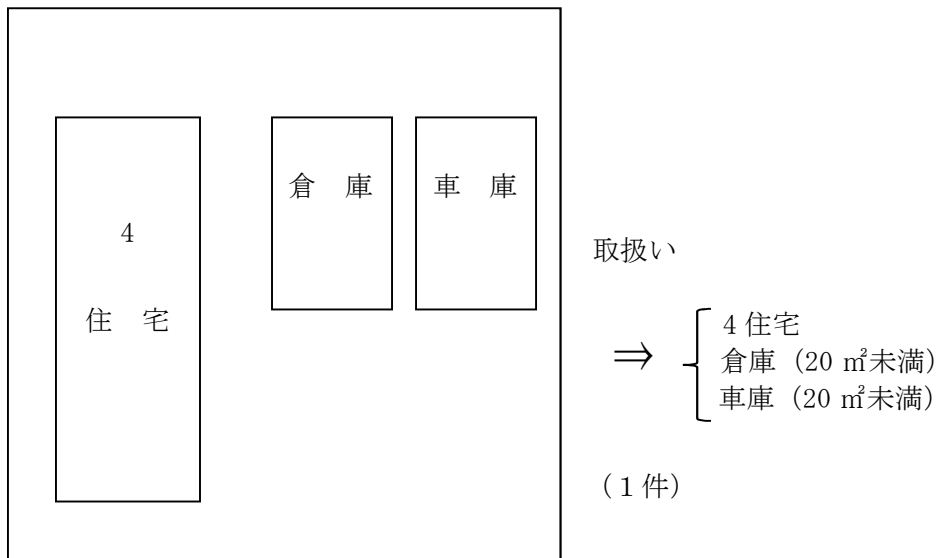 4
住　宅
倉　庫
車　庫
取扱い
⇒
4 住宅
倉庫（20 ㎡未満）
車庫（20 ㎡未満）
（１件）